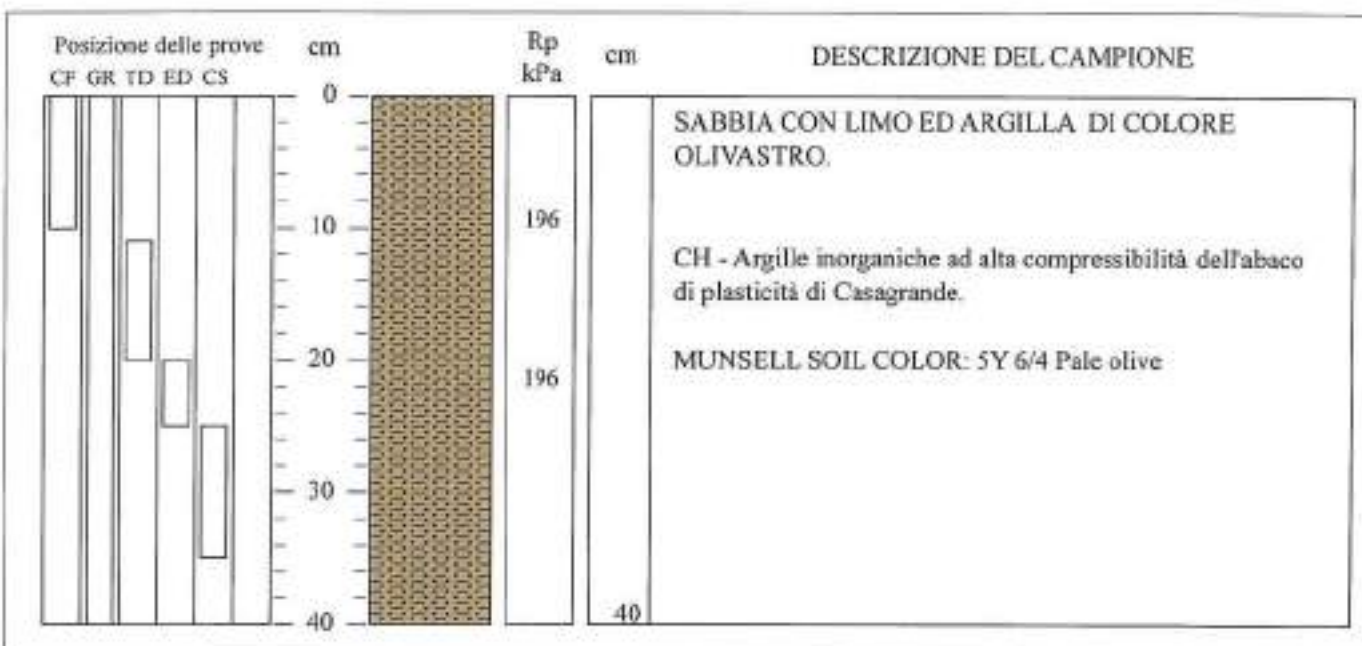 Posizione delle prove
CF GR TD ED CS
cm
Rp
kPa
cm
DESCRIZIONE DEL CAMPIONE
0
10
20
30
40
196
196
40
SABBIA CON LIMO ED ARGILLA DI COLORE
OLIVASTRO.
CH - Argille inorganiche ad alta compressibilità dell'abaco
di plasticità di Casagrande.
MUNSELL SOIL COLOR: 5Y 6/4 Pale olive